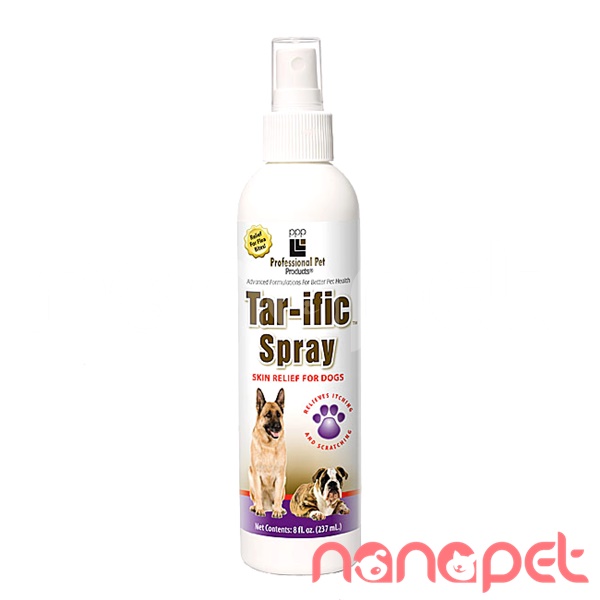 Relief
For Flea
Bites!
ppp
Professional Pet
Products®
Advanced Formulations for Better Pet Health
Tar-ific™
Spray
SKIN RELIEF FOR DOGS
RELIEVES ITCHING
AND SCRATCHING
Net Contents: 8 fl. oz. (237 mL.)
nanapet